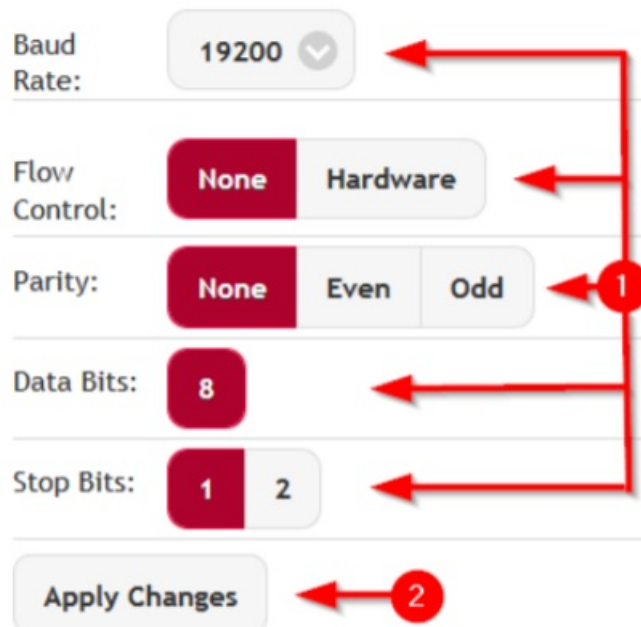 Baud
Rate:
19200
Flow
Control:
None Hardware
Parity:
None Even Odd
1
Data Bits:
8
Stop Bits:
1 2
Apply Changes
2